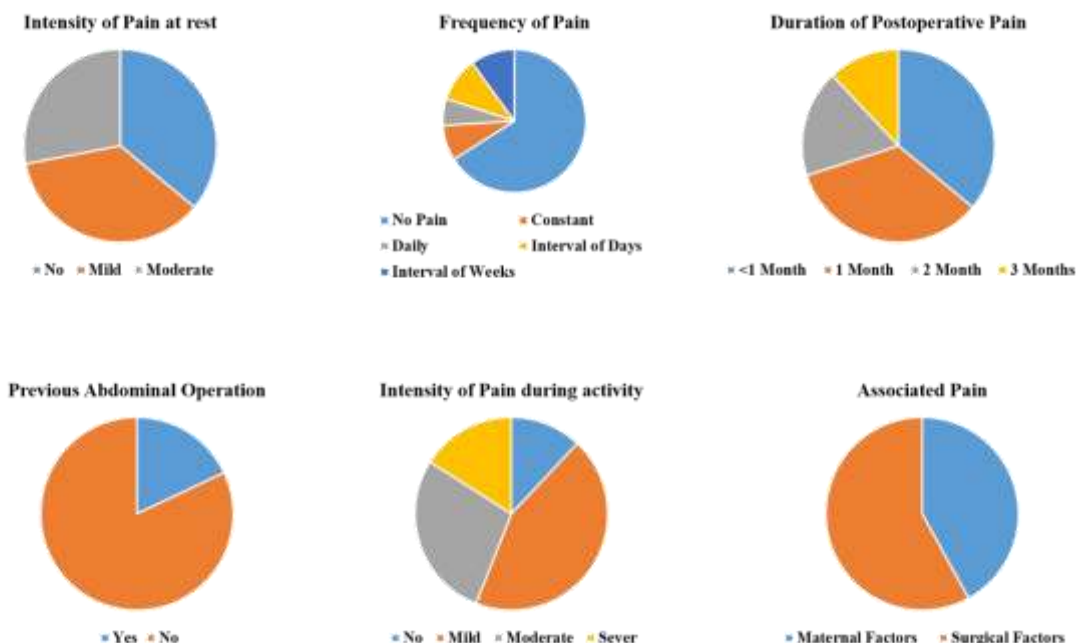 Intensity of Pain at rest
No Mild Moderate
Frequency of Pain
No Pain Constant
Daily Interval of Days
Interval of Weeks
Duration of Postoperative Pain
<1 Month 1 Month 2 Month 3 Months
Previous Abdominal Operation
Yes No
Intensity of Pain during activity
No Mild Moderate Sever
Associated Pain
Maternal Factors Surgical Factors